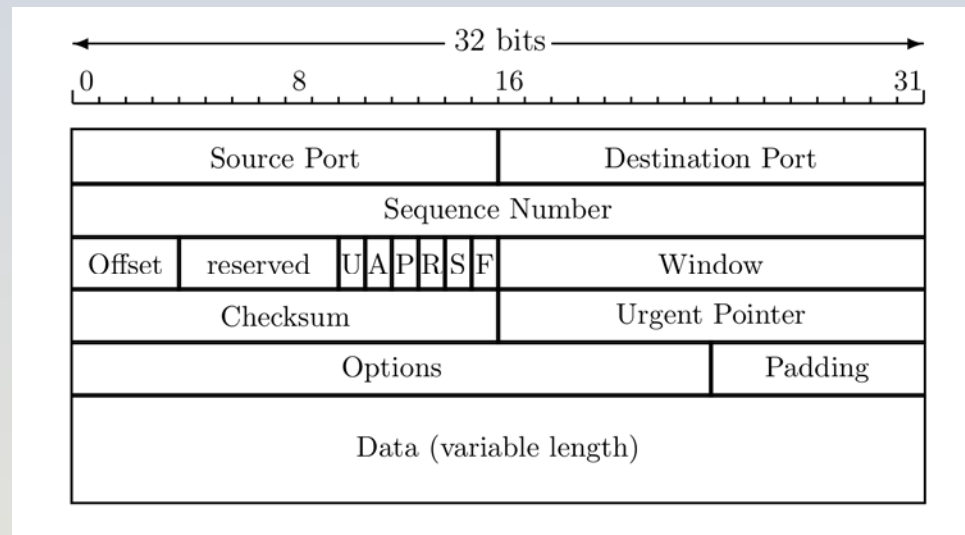 32 bits
0 8 16 31
Source Port Destination Port
Sequence Number
Offset reserved U A P R S F Window
Checksum Urgent Pointer
Options Padding
Data (variable length)